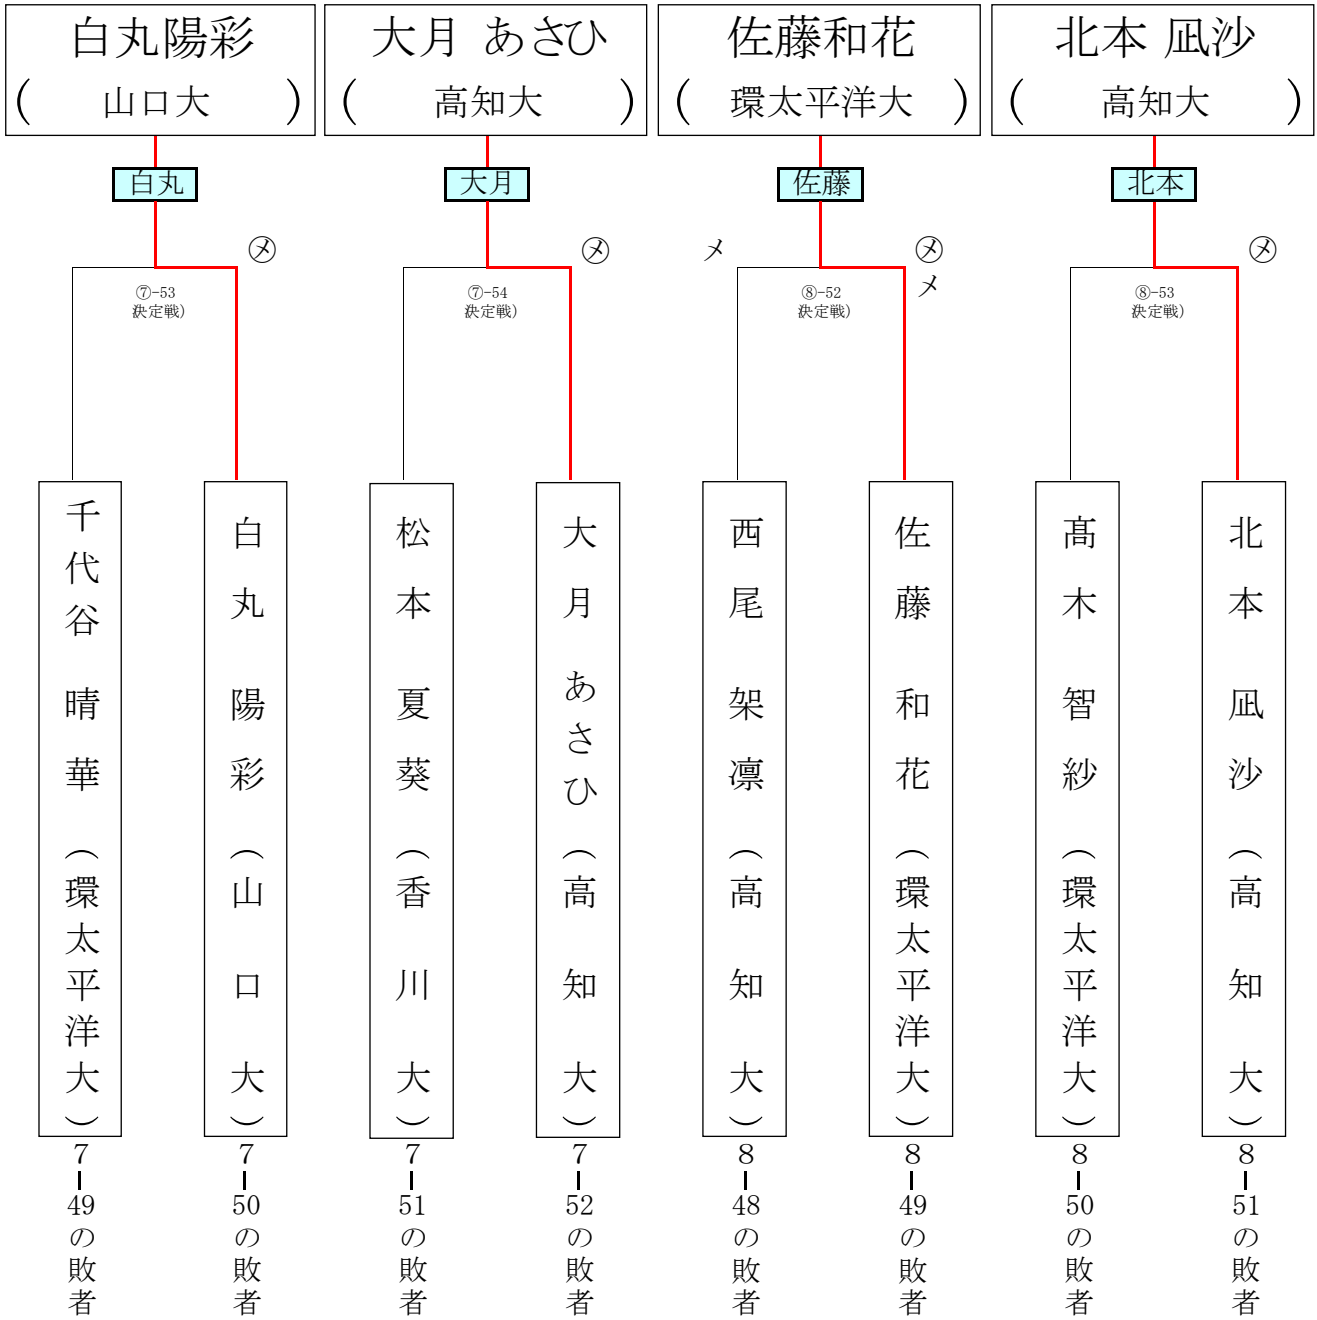 白丸陽彩
( 山口大 )
大月 あさひ
( 高知大 )
佐藤和花
( 環太平洋大 )
北本 凪沙
( 高知大 )
白丸
大月
佐藤
北本
㋱
㋱
メ
㋱
メ
㋱
⑦-53
決定戦)
⑦-54
決定戦)
⑧-52
決定戦)
⑧-53
決定戦)
千代谷 晴華(環太平洋大)
白丸 陽彩(山口大)
松本 夏葵(香川大)
大月 あさひ(高知大)
西尾 架凛(高知大)
佐藤 和花(環太平洋大)
髙木 智紗(環太平洋大)
北本 凪沙(高知大)
7-49の敗者
7-50の敗者
7-51の敗者
7-52の敗者
8-48の敗者
8-49の敗者
8-50の敗者
8-51の敗者